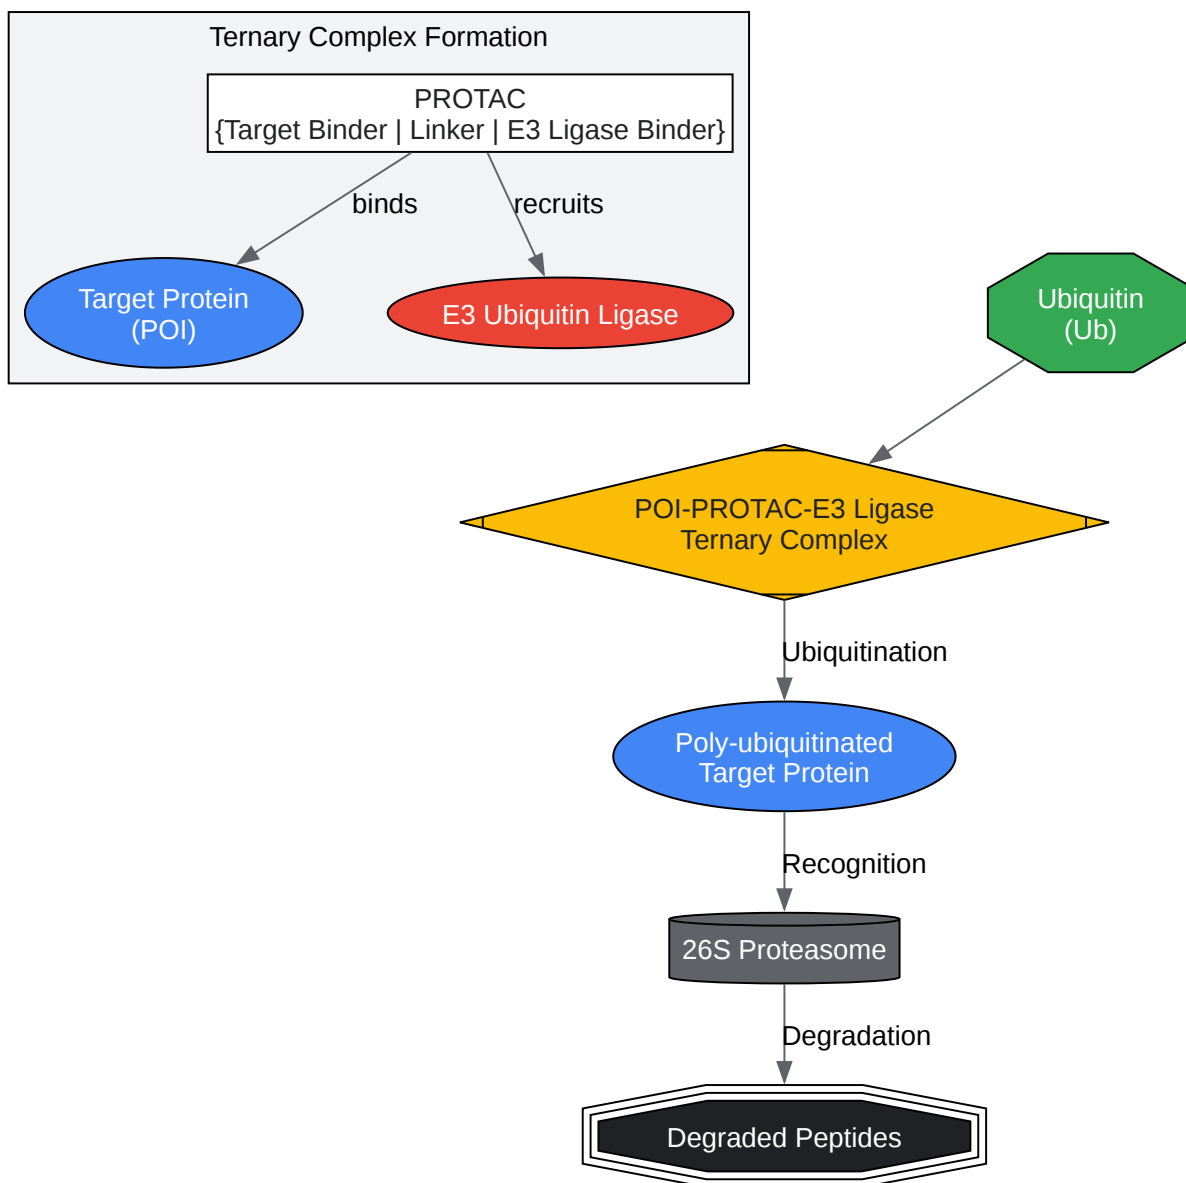 Ternary Complex Formation
PROTAC
{Target Binder | Linker | E3 Ligase Binder}
binds
recruits
Target Protein
(POI)
E3 Ubiquitin Ligase
Ubiquitin
(Ub)
POI-PROTAC-E3 Ligase
Ternary Complex
Ubiquitination
Poly-ubiquitinated
Target Protein
Recognition
26S Proteasome
Degradation
Degraded Peptides